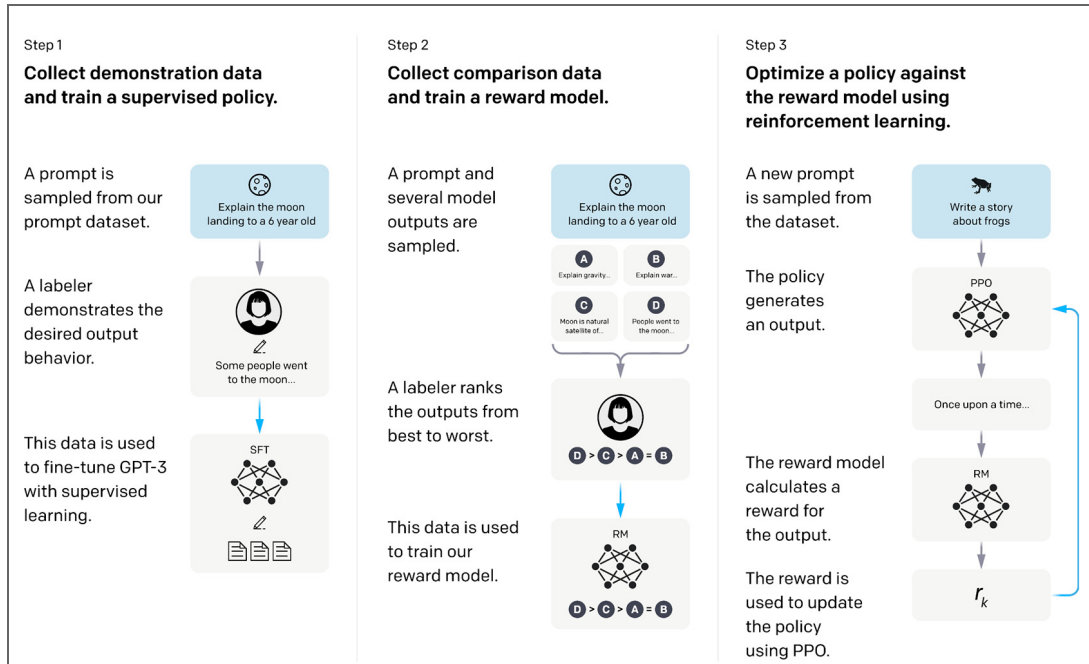 Step 1
Collect demonstration data
and train a supervised policy.
A prompt is
sampled from our
prompt dataset.
Explain the moon
landing to a 6 year old
A labeler
demonstrates the
desired output
behavior.
Some people went
to the moon...
This data is used
to fine-tune GPT-3
with supervised
learning.
SFT
Step 2
Collect comparison data
and train a reward model.
A prompt and
several model
outputs are
sampled.
Explain the moon
landing to a 6 year old
A
Explain gravity...
B
Explain war...
C
Moon is natural
satellite of...
D
People went to
the moon...
A labeler ranks
the outputs from
best to worst.
D > C > A = B
This data is used
to train our
reward model.
RM
D > C > A = B
Step 3
Optimize a policy against
the reward model using
reinforcement learning.
A new prompt
is sampled from
the dataset.
Write a story
about frogs
The policy
generates
an output.
PPO
Once upon a time...
The reward model
calculates a
reward for
the output.
RM
The reward is
used to update
the policy
using PPO.
rk